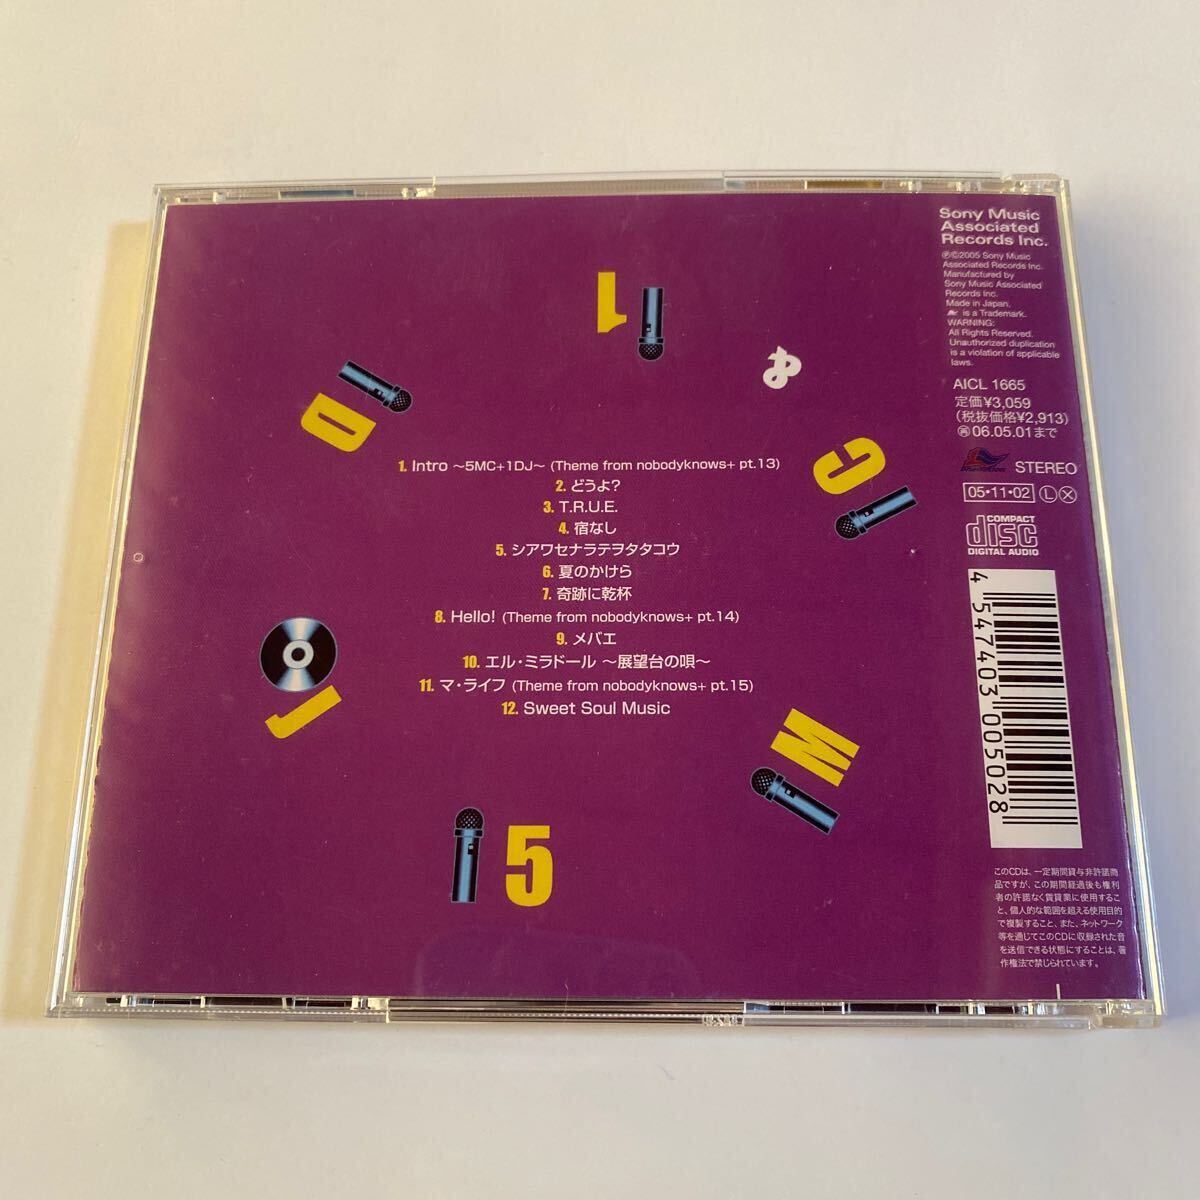 1
&
D
C
1. Intro ～5MC+1DJ～ (Theme from nobodyknows+ pt.13)
2. どうよ?
3. T.R.U.E.
4. 宿なし
5. シアワセナラテヲタタコウ
6. 夏のかけら
7. 奇跡に乾杯
8. Hello! (Theme from nobodyknows+ pt.14)
9. メバエ
10. エル・ミラドール ～展望台の唄～
11. マ・ライフ (Theme from nobodyknows+ pt.15)
12. Sweet Soul Music
J
M
5
Sony Music
Associated
Records Inc.
℗©2005 Sony Music
Associated Records Inc.
Manufactured by
Sony Music Associated
Records Inc.
Made in Japan.
is a Trademark.
WARNING:
All Rights Reserved.
Unauthorized duplication
is a violation of applicable
laws.
AICL 1665
定価¥3,059
(税抜価格¥2,913)
㊢06.05.01まで
STEREO
05・11・02 Ⓛ Ⓧ
COMPACT
disc
DIGITAL AUDIO
4 547403 005028
このCDは、一定期間貸与非許諾商
品ですが、この期間経過後も権利
者の許諾なく賃貸業に使用するこ
と、個人的な範囲を超える使用目的
で複製すること、また、ネットワーク
等を通じてこのCDに収録された音
を送信できる状態にすることは、著
作権法で禁じられています。